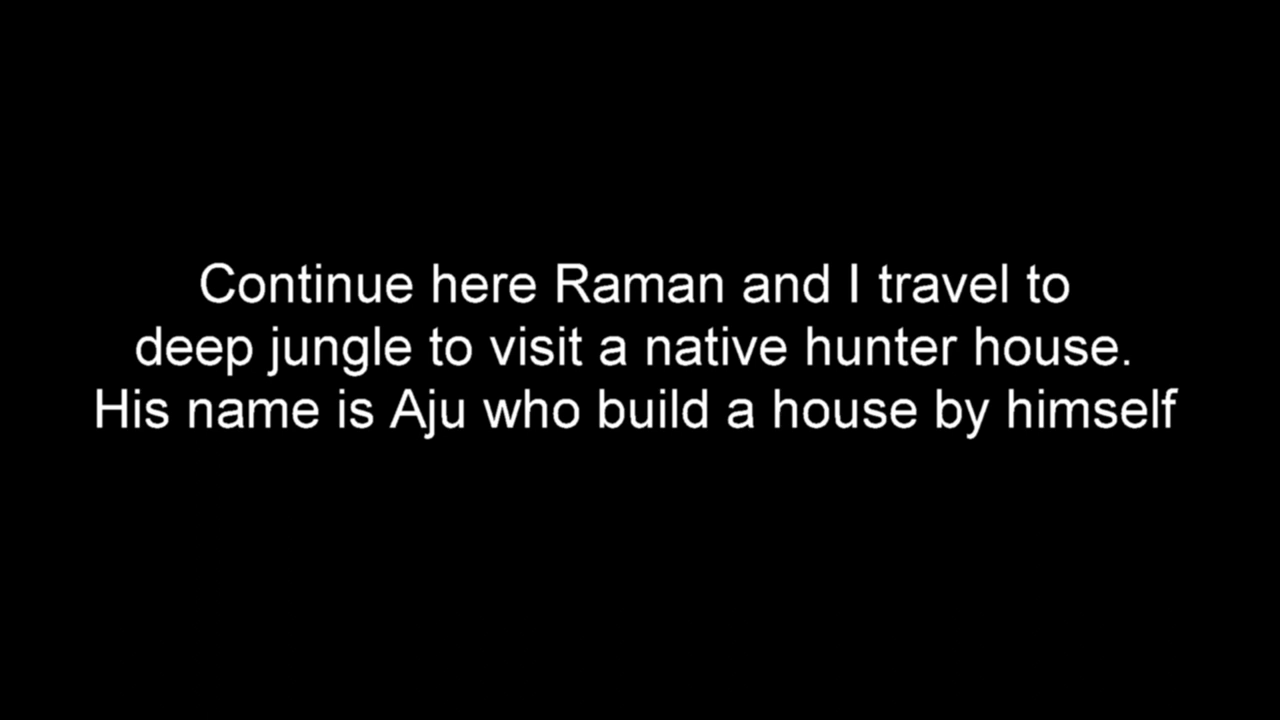 Continue here Raman and I travel to
deep jungle to visit a native hunter house.
His name is Aju who build a house by himself